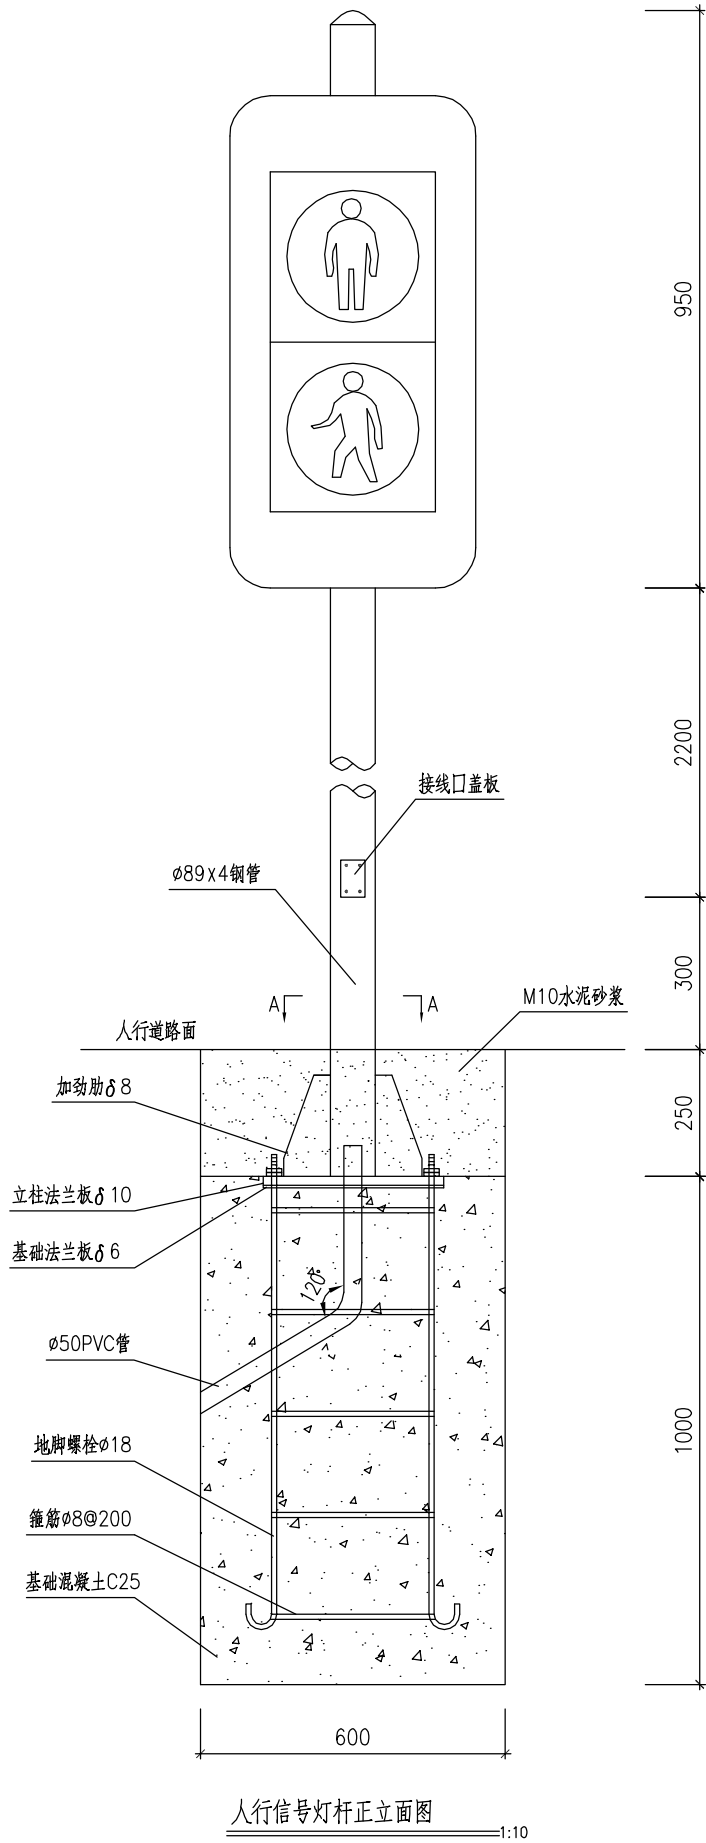 950
2200
接线口盖板
ø89x4钢管
300
A
A
M10水泥砂浆
人行道路面
加劲肋δ8
250
立柱法兰板δ10
基础法兰板δ6
120°
ø50PVC管
1000
地脚螺栓ø18
箍筋ø8@200
基础混凝土C25
600
人行信号灯杆正立面图
1:10